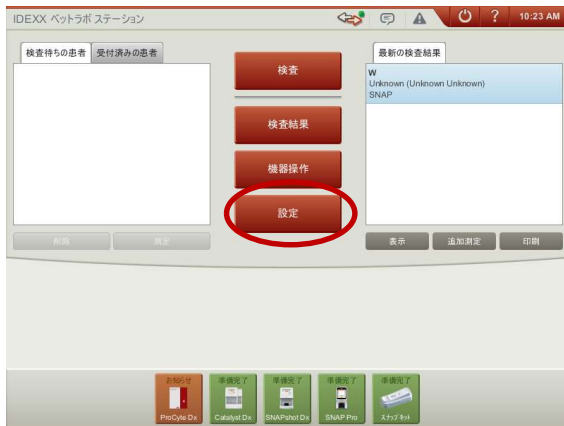 IDEXX ベットラボ ステーション
? 10:23 AM
検査待ちの患者 受付済みの患者
検査
検査結果
機器操作
設定
最新の検査結果
W
Unknown (Unknown Unknown)
SNAP
削除 測定
表示 追加測定 印刷
お知らせ 準備完了 準備完了 準備完了 準備完了
ProCyte Dx Catalyst Dx SNAPshot Dx SNAP Pro スナップキット